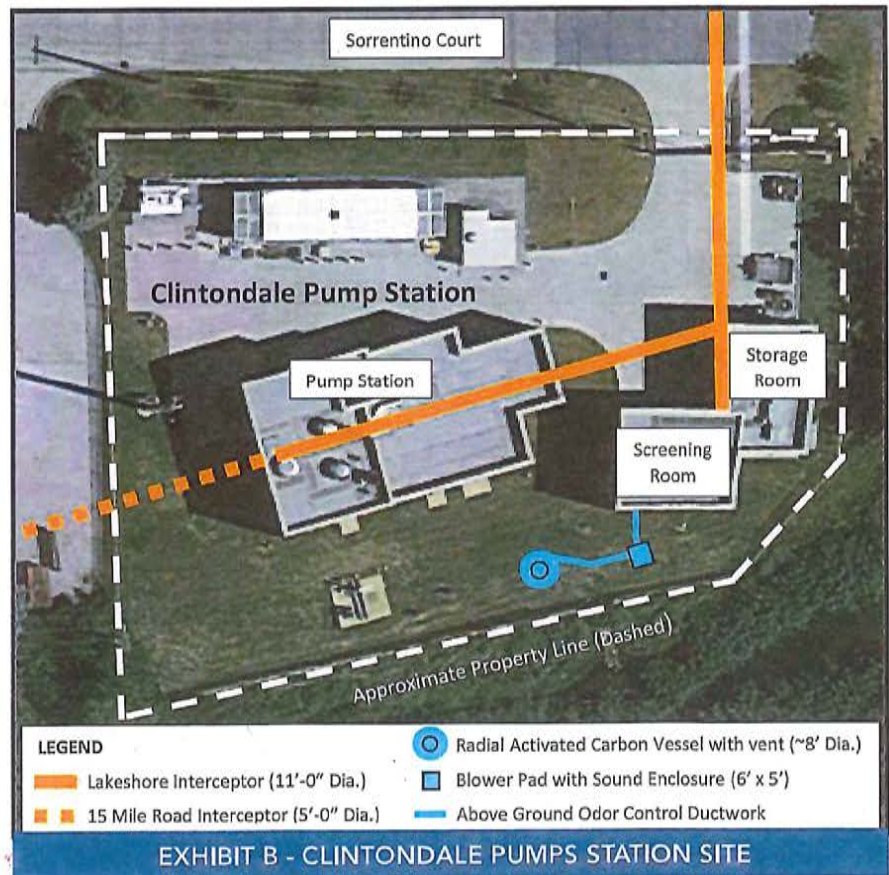 Sorrentino Court
Clintondale Pump Station
Pump Station
Storage
Room
Screening
Room
Approximate Property Line (Dashed)
LEGEND
Lakeshore Interceptor (11'-0" Dia.)
15 Mile Road Interceptor (5'-0" Dia.)
Radial Activated Carbon Vessel with vent (~8' Dia.)
Blower Pad with Sound Enclosure (6' x 5')
Above Ground Odor Control Ductwork
EXHIBIT B - CLINTONDALE PUMPS STATION SITE